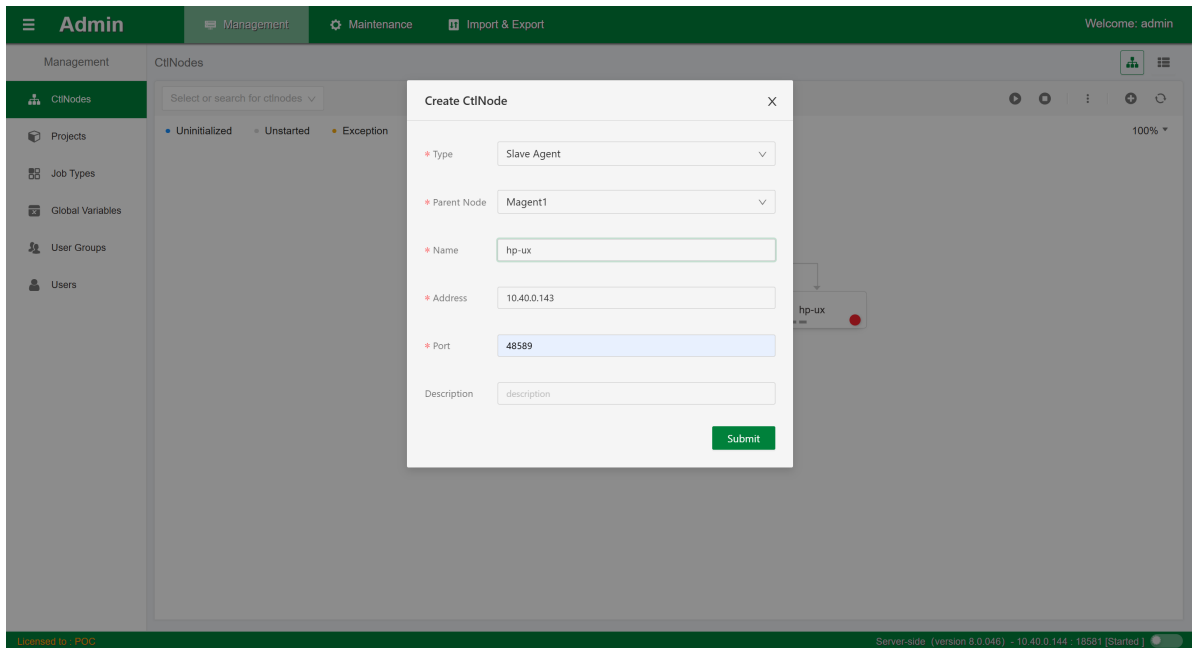 Admin
Management
Maintenance
Import & Export
Welcome: admin
Management
CtlNodes
CtlNodes
Select or search for ctlnodes
Projects
Uninitialized
Unstarted
Exception
100%
Job Types
Global Variables
User Groups
Users
Create CtlNode
* Type
Slave Agent
* Parent Node
Magent1
* Name
hp-ux
* Address
10.40.0.143
* Port
48589
Description
description
Submit
hp-ux
Licensed to : POC
Server-side (version 8.0.046) - 10.40.0.144 : 18581 [Started ]